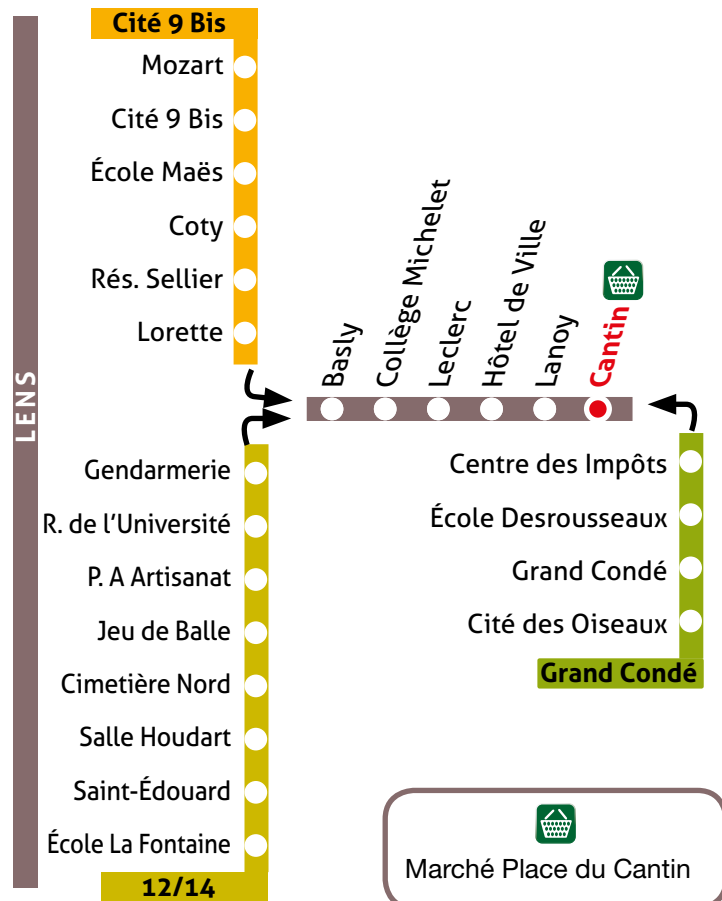 LENS
Cité 9 Bis
Mozart
Cité 9 Bis
École Maës
Coty
Rés. Sellier
Lorette
Basly
Collège Michelet
Leclerc
Hôtel de Ville
Lanoy
Cantin
Gendarmerie
R. de l'Université
P. A Artisanat
Jeu de Balle
Cimetière Nord
Salle Houdart
Saint-Édouard
École La Fontaine
12/14
Centre des Impôts
École Desrousseaux
Grand Condé
Cité des Oiseaux
Grand Condé
Marché Place du Cantin